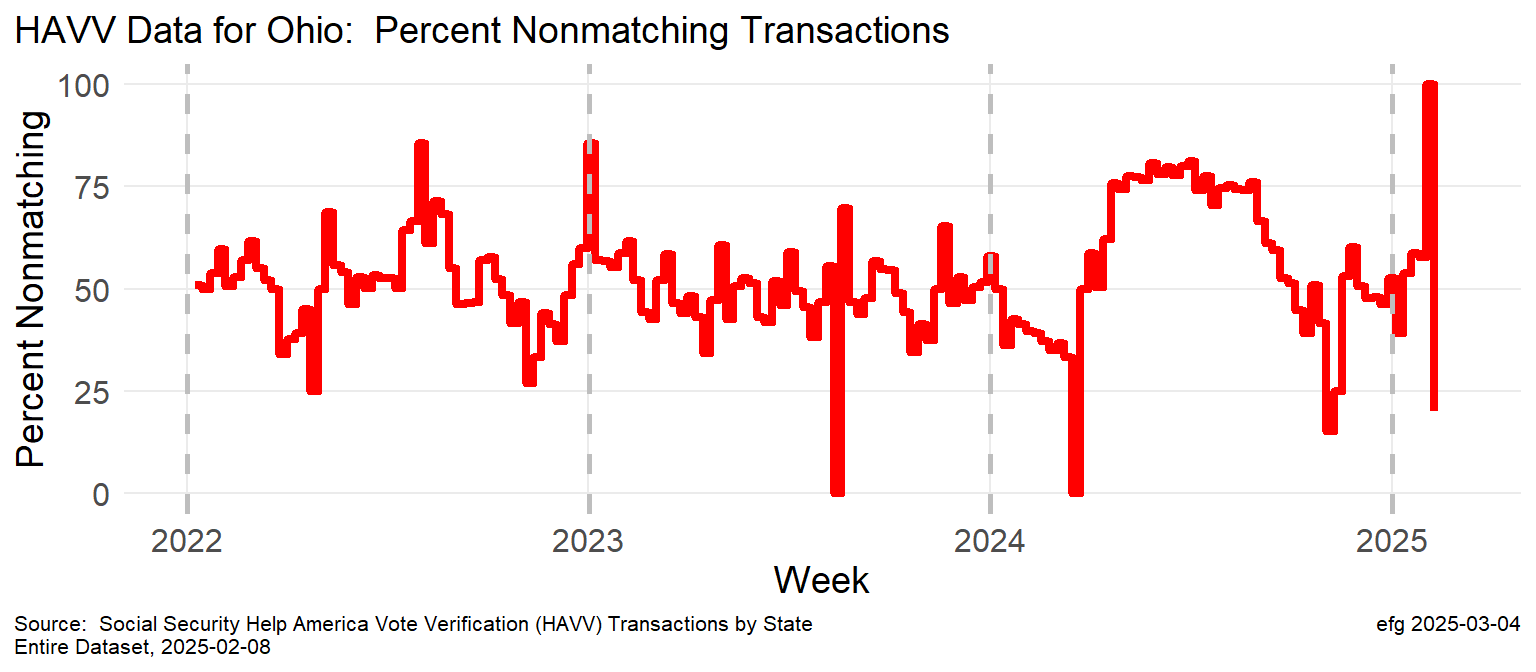 HAVV Data for Ohio:  Percent Nonmatching Transactions
Percent Nonmatching
100
75
50
25
0
2022 2023 2024 2025
Week
Source:  Social Security Help America Vote Verification (HAVV) Transactions by State
Entire Dataset, 2025-02-08
efg 2025-03-04